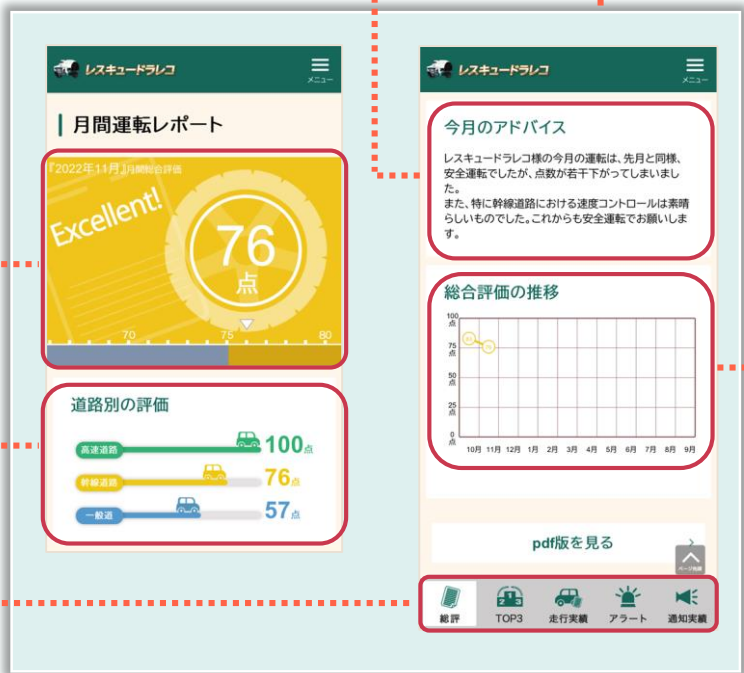 レスキュードラレコ
メニュー
月間運転レポート
『2022年11月』月間総合評価
Excellent!
76
点
70 75 80
道路別の評価
高速道路 100点
幹線道路 76点
一般道 57点
レスキュードラレコ
メニュー
今月のアドバイス
レスキュードラレコ様の今月の運転は、先月と同様、
安全運転でしたが、点数が若干下がってしまいまし
た。
また、特に幹線道路における速度コントロールは素晴
らしいものでした。これからも安全運転でお願いしま
す。
総合評価の推移
100
点
75
点
50
点
25
点
0
点
10月 11月 12月 1月 2月 3月 4月 5月 6月 7月 8月 9月
pdf版を見る
総評 TOP3 走行実績 アラート 通知実績